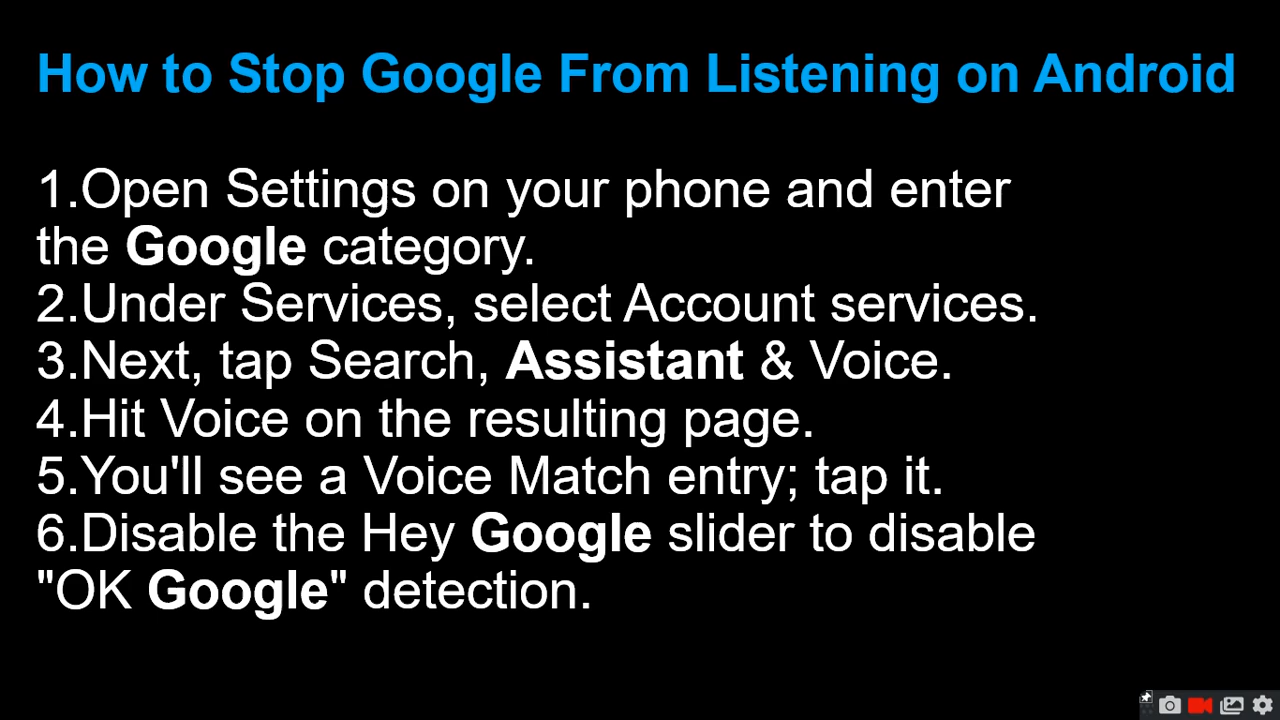 How to Stop Google From Listening on Android
1.Open Settings on your phone and enter
the Google category.
2.Under Services, select Account services.
3.Next, tap Search, Assistant & Voice.
4.Hit Voice on the resulting page.
5.You'll see a Voice Match entry; tap it.
6.Disable the Hey Google slider to disable
"OK Google" detection.